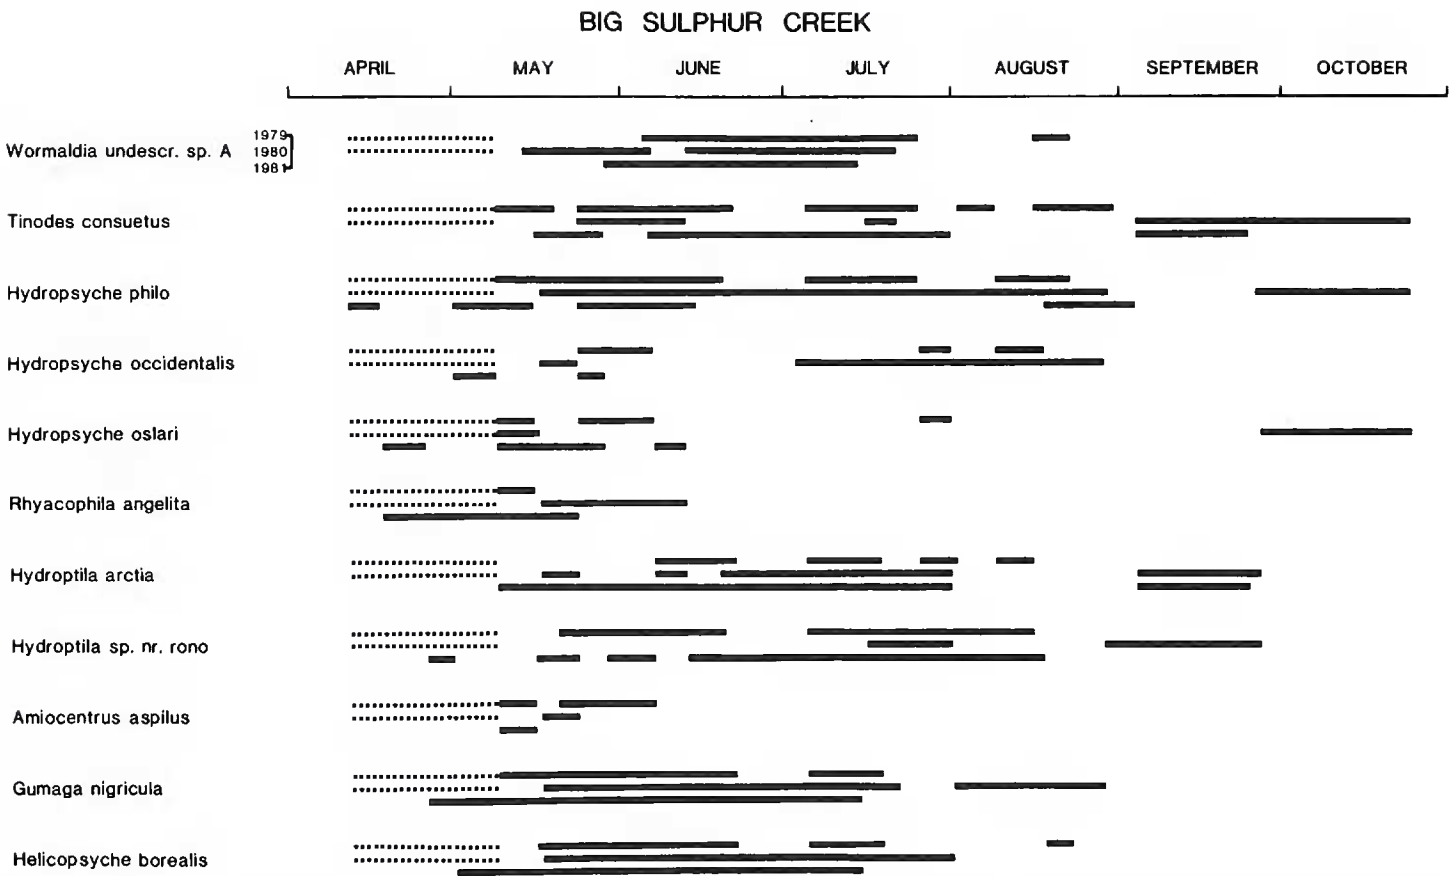 BIG SULPHUR CREEK
APRIL MAY JUNE JULY AUGUST SEPTEMBER OCTOBER
1979
Wormaldia undescr. sp. A 1980
1981
Tinodes consuetus
Hydropsyche philo
Hydropsyche occidentalis
Hydropsyche oslari
Rhyacophila angelita
Hydroptila arctia
Hydroptila sp. nr. rono
Amiocentrus aspilus
Gumaga nigricula
Helicopsyche borealis